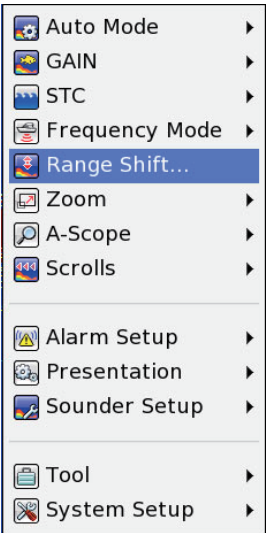 Auto Mode
GAIN
STC
Frequency Mode
Range Shift...
Zoom
A-Scope
Scrolls
Alarm Setup
Presentation
Sounder Setup
Tool
System Setup